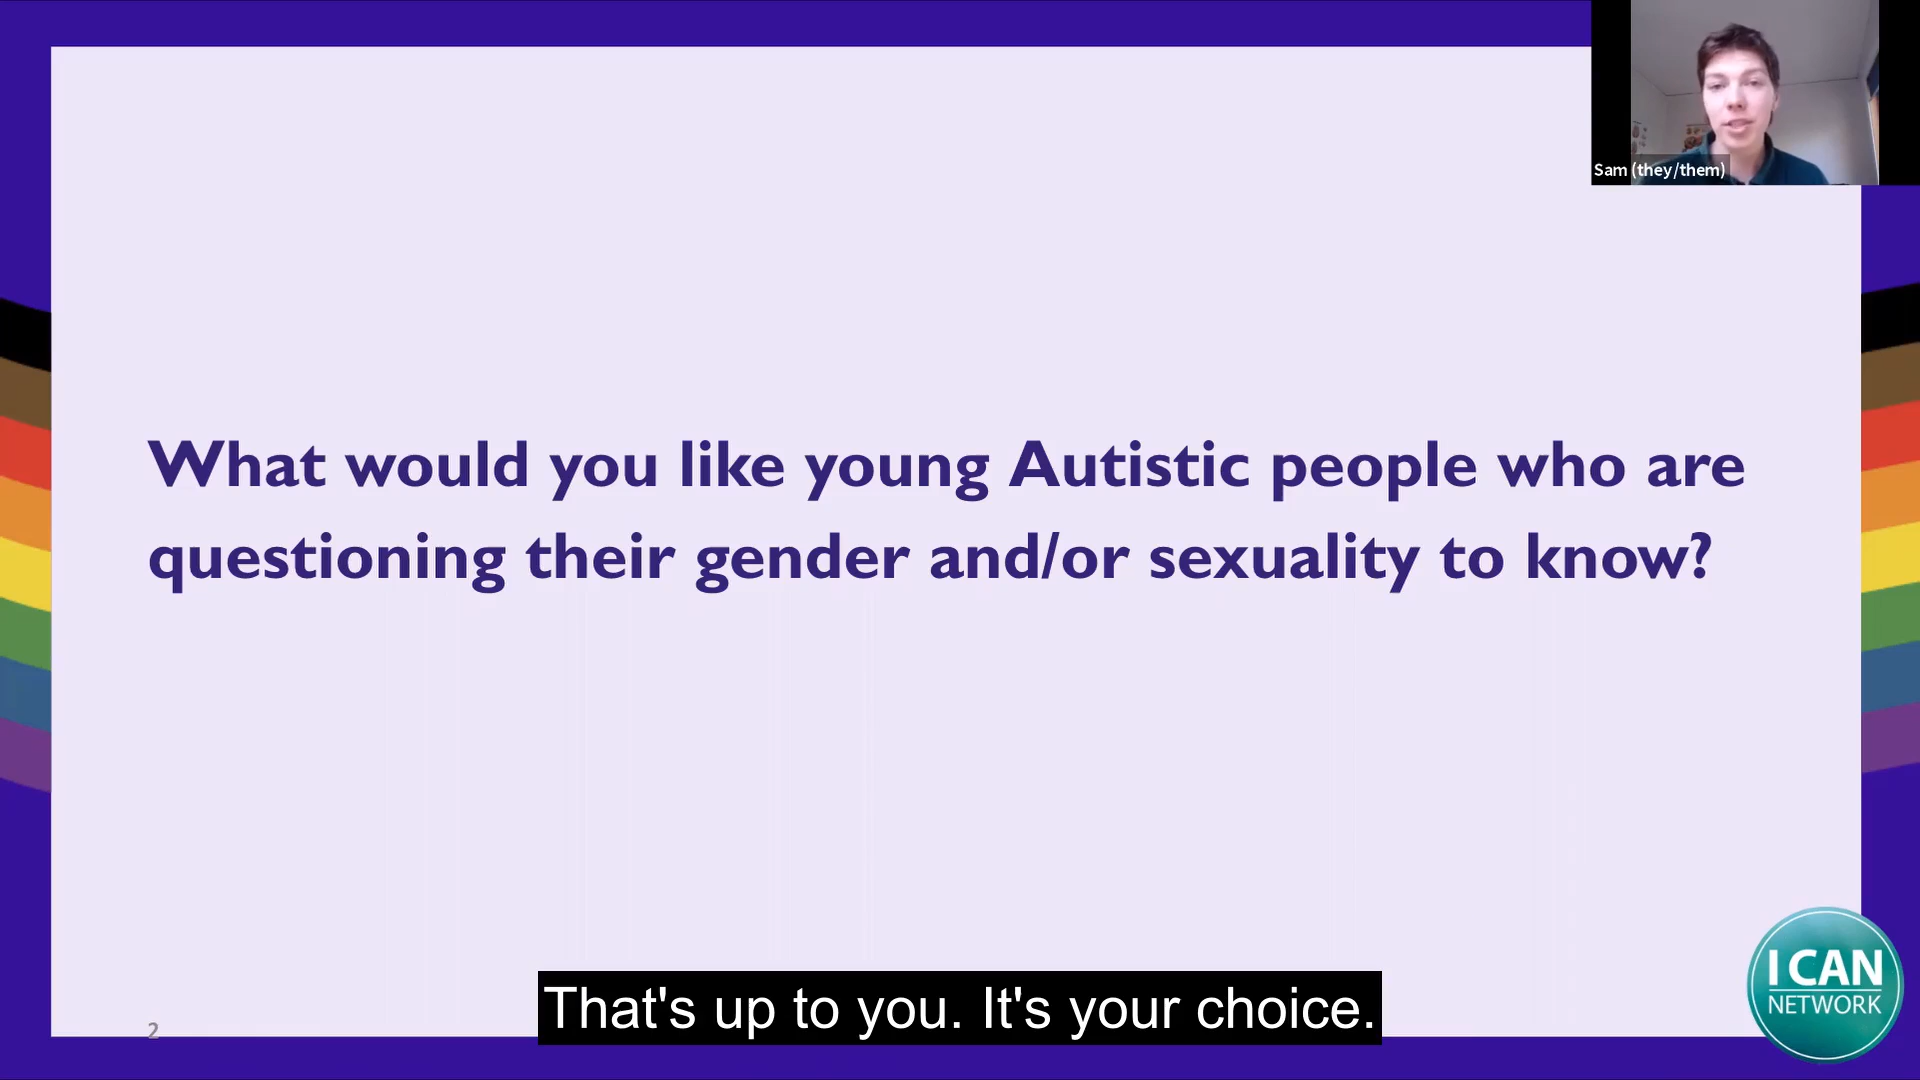 Sam (they/them)
What would you like young Autistic people who are
questioning their gender and/or sexuality to know?
That's up to you. It's your choice.
2
I CAN
NETWORK